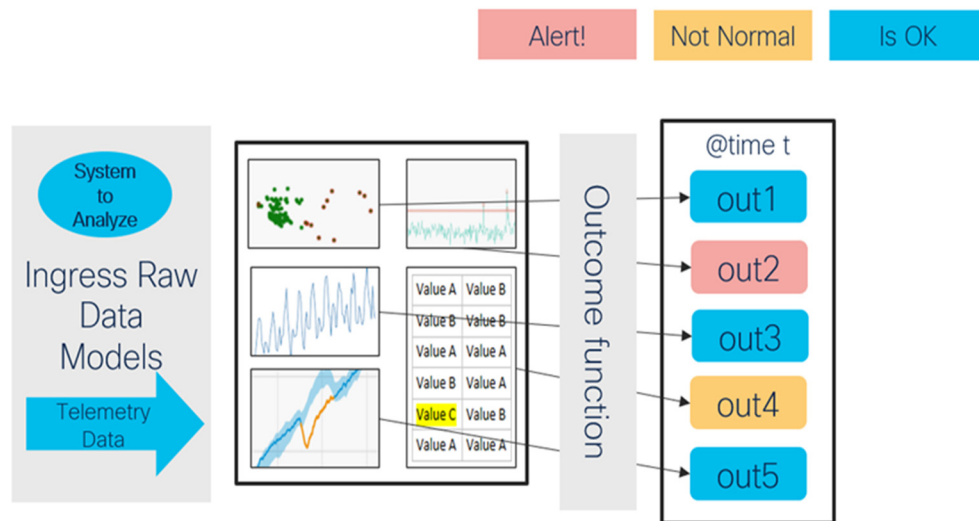 Alert!
Not Normal
Is OK
System
to
Analyze
Ingress Raw
Data
Models
Telemetry
Data
Value A Value B
Value B Value B
Value A Value A
Value B Value A
Value C Value B
Value A Value A
Outcome function
@time t
out1
out2
out3
out4
out5